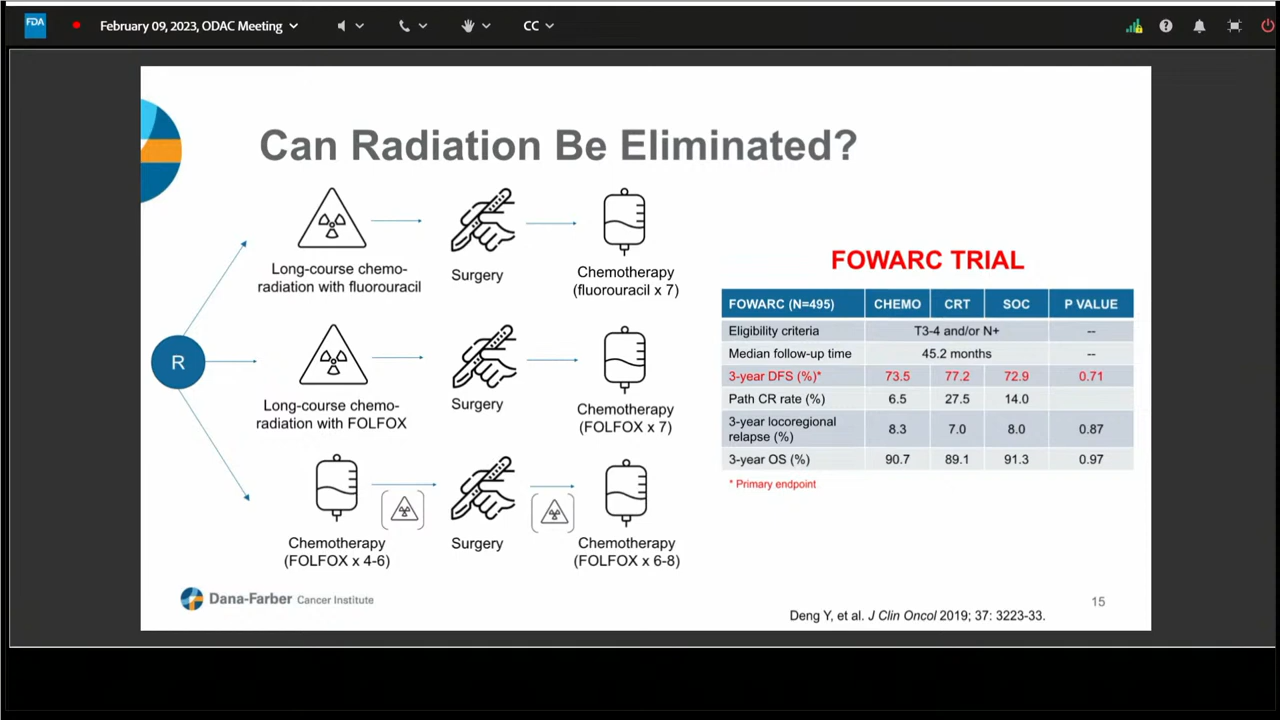 FDA
February 09, 2023, ODAC Meeting
CC
Can Radiation Be Eliminated?
Long-course chemo-
radiation with fluorouracil
Surgery
Chemotherapy
(fluorouracil x 7)
R
Long-course chemo-
radiation with FOLFOX
Surgery
Chemotherapy
(FOLFOX x 7)
Chemotherapy
(FOLFOX x 4-6)
Surgery
Chemotherapy
(FOLFOX x 6-8)
FOWARC TRIAL
FOWARC (N=495) CHEMO CRT SOC P VALUE
Eligibility criteria T3-4 and/or N+ --
Median follow-up time 45.2 months --
3-year DFS (%)* 73.5 77.2 72.9 0.71
Path CR rate (%) 6.5 27.5 14.0
3-year locoregional
relapse (%) 8.3 7.0 8.0 0.87
3-year OS (%) 90.7 89.1 91.3 0.97
* Primary endpoint
Dana-Farber Cancer Institute
15
Deng Y, et al. J Clin Oncol 2019; 37: 3223-33.